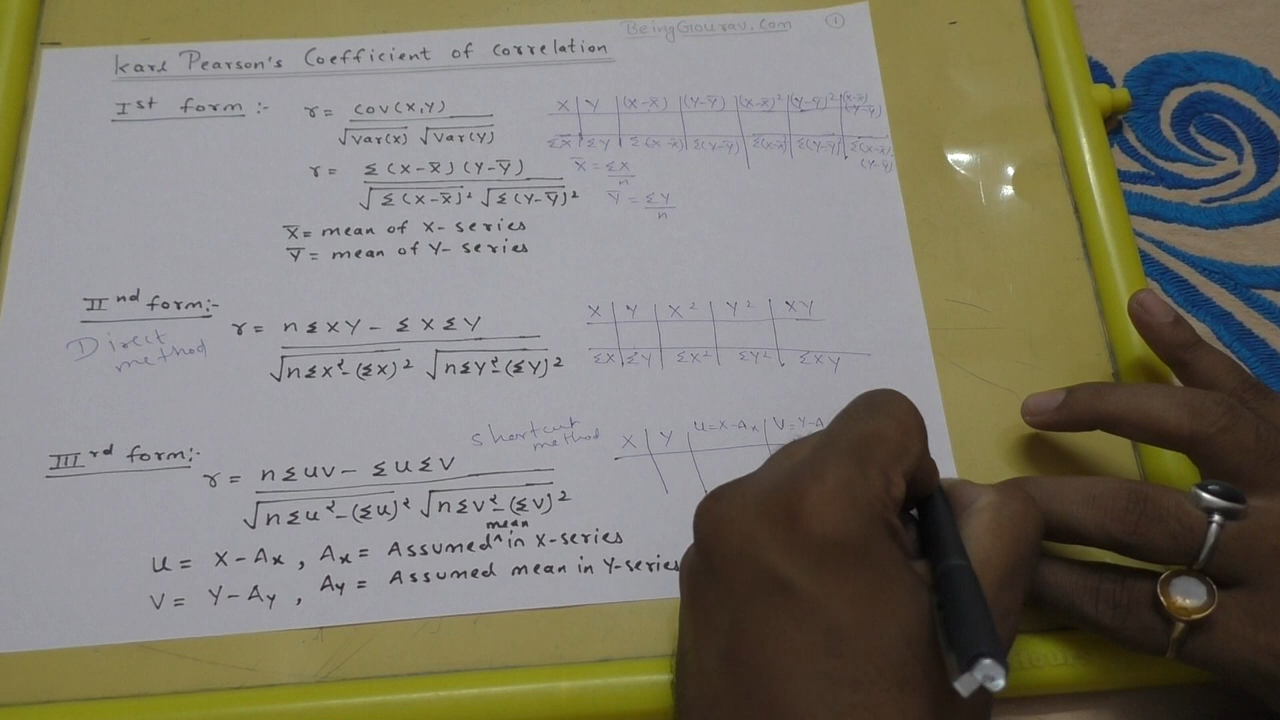 BeingGourav.com ①
Karl Pearson's Coefficient of correlation
Ist form :- r = cov(X,Y) / √Var(x) √Var(Y)
r = Σ(X-X̄)(Y-Ȳ) / √Σ(X-X̄)² √Σ(Y-Ȳ)²
X̄ = mean of X- series
Ȳ = mean of Y- series
X | Y | (X-X̄) | (Y-Ȳ) | (X-X̄)² | (Y-Ȳ)² | (X-X̄)(Y-Ȳ)
ΣX | ΣY | Σ(X-X̄) | Σ(Y-Ȳ) | Σ(X-X̄) | Σ(Y-Ȳ) | Σ(X-X̄)(Y-Ȳ)
X̄ = ΣX / n
Ȳ = ΣY / n
IInd form:-
Direct method
r = nΣXY - ΣXΣY / √nΣX²-(ΣX)² √nΣY²-(ΣY)²
X | Y | X² | Y² | XY
ΣX | ΣY | ΣX² | ΣY² | ΣXY
IIIrd form:-
shortcut method
r = nΣUV - ΣUΣV / √nΣU²-(ΣU)² √nΣV²-(ΣV)²
U = X-Ax , Ax = Assumed ^mean in X-series
V = Y-Ay , Ay = Assumed mean in Y-series
X | Y | U=X-Ax | V=Y-A